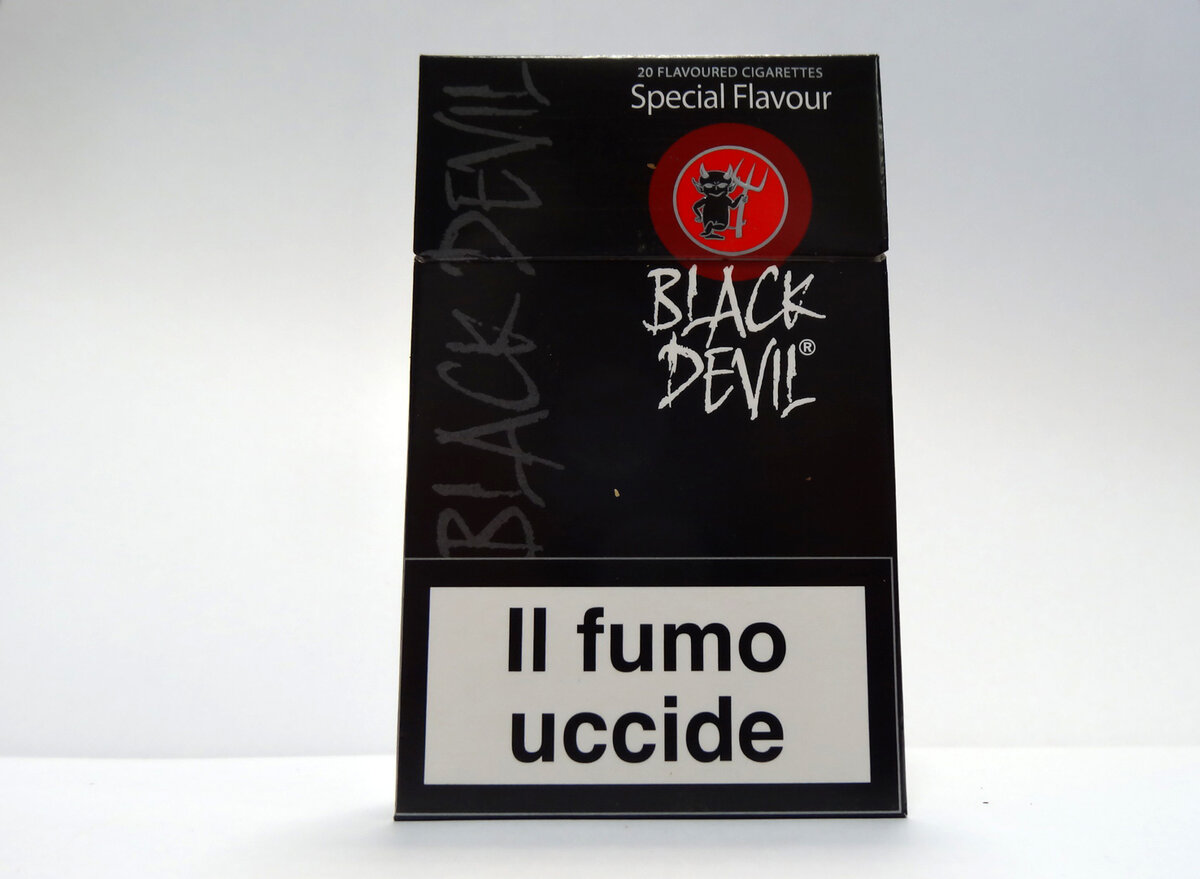 20 FLAVOURED CIGARETTES
Special Flavour
BLACK
DEVIL®
BLACK DEVIL
Il fumo
uccide